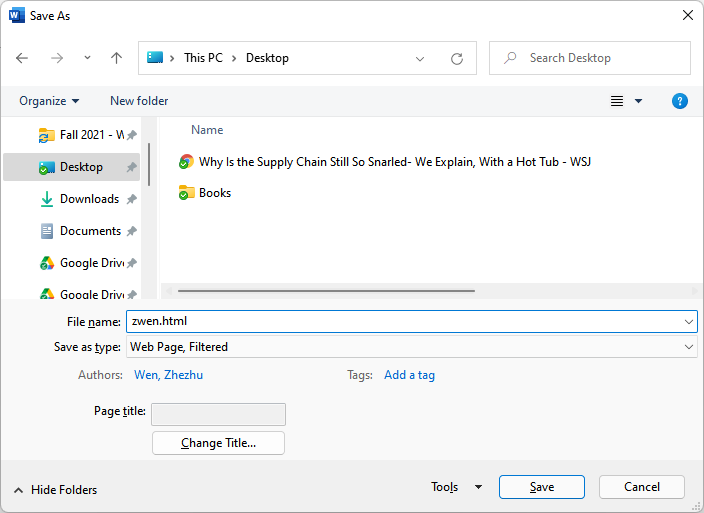 Save As
This PC > Desktop
Search Desktop
Organize
New folder
?
Name
Fall 2021 - W
Desktop
Downloads
Documents
Google Drive
Google Drive
Why Is the Supply Chain Still So Snarled- We Explain, With a Hot Tub - WSJ
Books
File name: zwen.html
Save as type: Web Page, Filtered
Authors: Wen, Zhezhu
Tags: Add a tag
Page title:
Change Title...
Hide Folders
Tools
Save
Cancel